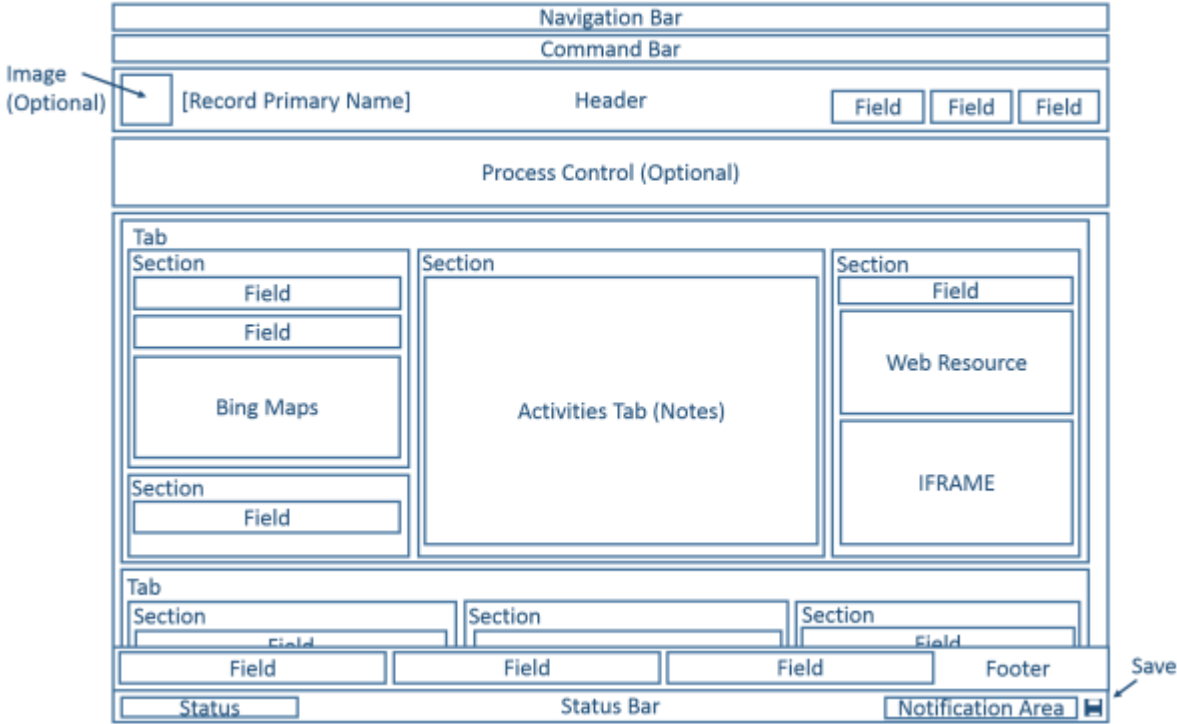 Navigation Bar
Command Bar
Image
(Optional)
[Record Primary Name]
Header
Field
Field
Field
Process Control (Optional)
Tab
Section
Field
Field
Bing Maps
Section
Field
Section
Activities Tab (Notes)
Section
Field
Web Resource
IFRAME
Tab
Section
Field
Section
Section
Field
Field
Field
Field
Footer
Save
Status
Status Bar
Notification Area